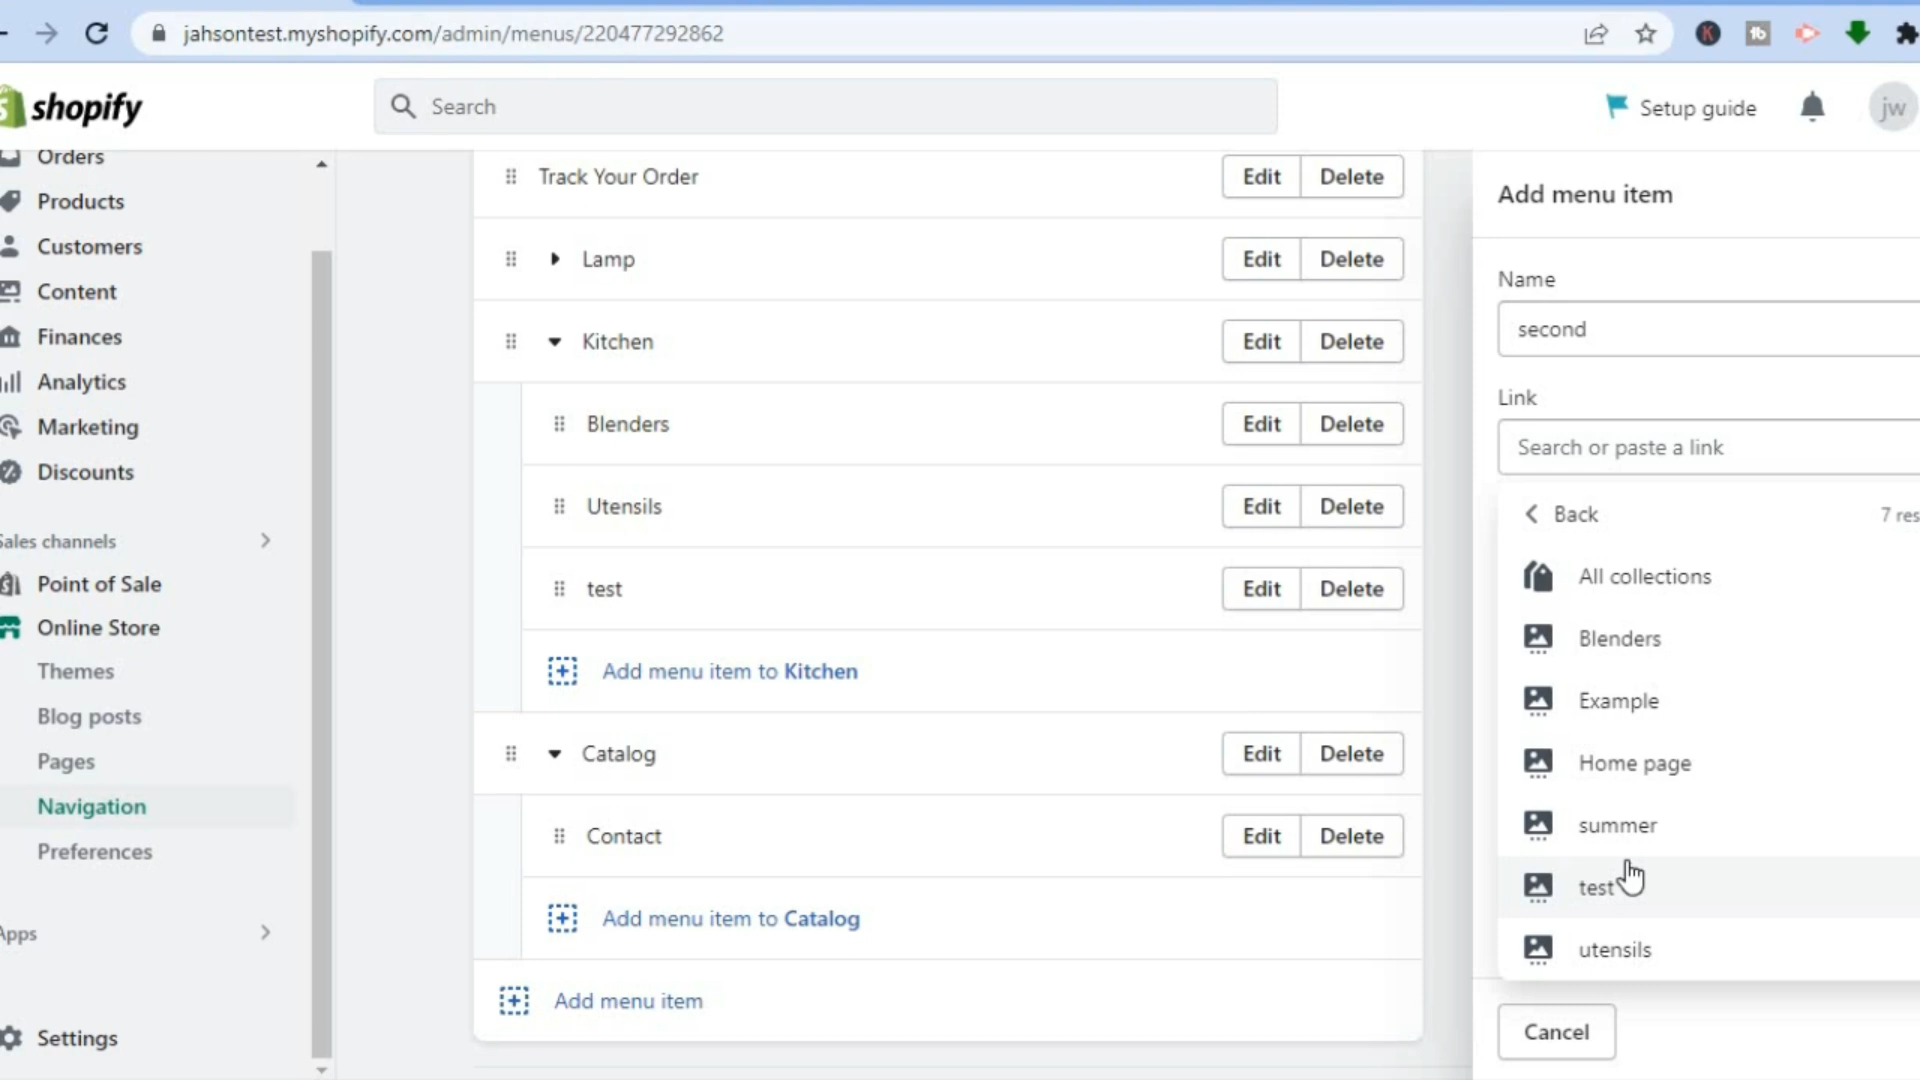 jahsontest.myshopify.com/admin/menus/220477292862
K
tb
shopify
Search
Setup guide
jw
Orders
Products
Customers
Content
Finances
Analytics
Marketing
Discounts
Sales channels
Point of Sale
Online Store
Themes
Blog posts
Pages
Navigation
Preferences
Apps
Settings
Track Your Order Edit Delete
Lamp Edit Delete
Kitchen Edit Delete
Blenders Edit Delete
Utensils Edit Delete
test Edit Delete
Add menu item to Kitchen
Catalog Edit Delete
Contact Edit Delete
Add menu item to Catalog
Add menu item
Add menu item
Name
second
Link
Search or paste a link
Back 7 res
All collections
Blenders
Example
Home page
summer
test
utensils
Cancel